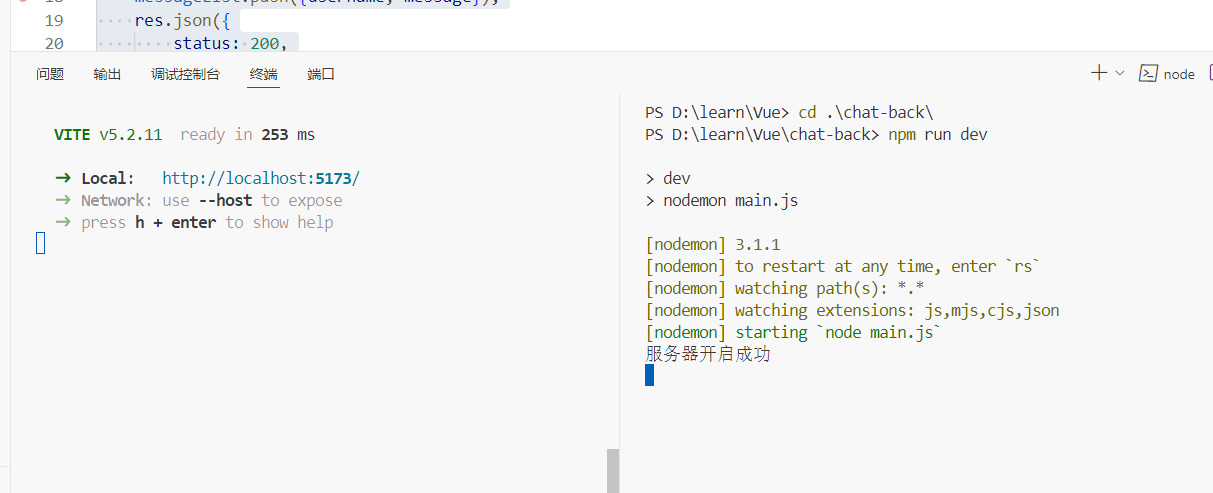 18 messageList.push({username, message});
19 res.json({
20 status: 200,
问题 输出 调试控制台 终端 端口
node
VITE v5.2.11 ready in 253 ms
➜ Local: http://localhost:5173/
➜ Network: use --host to expose
➜ press h + enter to show help
PS D:\learn\Vue> cd .\chat-back\
PS D:\learn\Vue\chat-back> npm run dev
> dev
> nodemon main.js
[nodemon] 3.1.1
[nodemon] to restart at any time, enter `rs`
[nodemon] watching path(s): *.*
[nodemon] watching extensions: js,mjs,cjs,json
[nodemon] starting `node main.js`
服务器开启成功